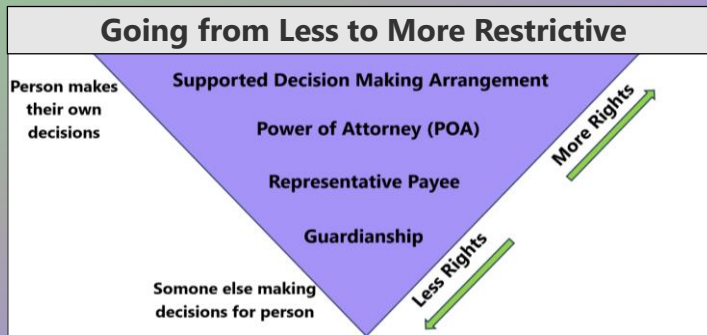 Going from Less to More Restrictive
Person makes
their own
decisions
Supported Decision Making Arrangement
Power of Attorney (POA)
Representative Payee
Guardianship
More Rights
Less Rights
Somone else making
decisions for person